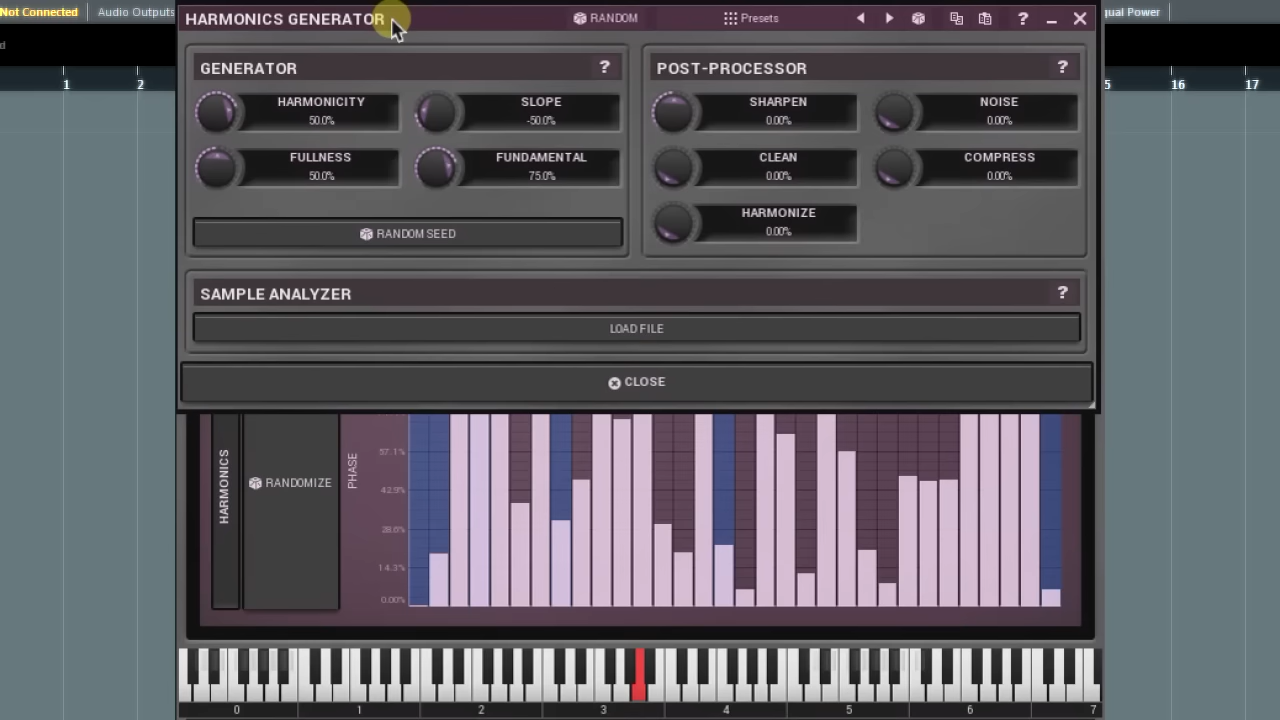 Not Connected
Audio Outputs
HARMONICS GENERATOR
RANDOM
Presets
?
qual Power
d
1
2
5
16
17
GENERATOR
?
POST-PROCESSOR
?
HARMONICITY
50.0%
SLOPE
-50.0%
SHARPEN
0.00%
NOISE
0.00%
FULLNESS
50.0%
FUNDAMENTAL
75.0%
CLEAN
0.00%
COMPRESS
0.00%
HARMONIZE
0.00%
RANDOM SEED
SAMPLE ANALYZER
?
LOAD FILE
CLOSE
HARMONICS
RANDOMIZE
PHASE
57.1%
42.9%
28.6%
14.3%
0.00%
0
1
2
3
4
5
6
7